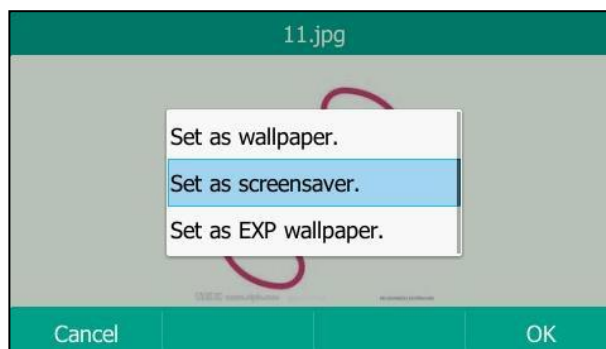 11.jpg
Set as wallpaper.
Set as screensaver.
Set as EXP wallpaper.
Cancel
OK